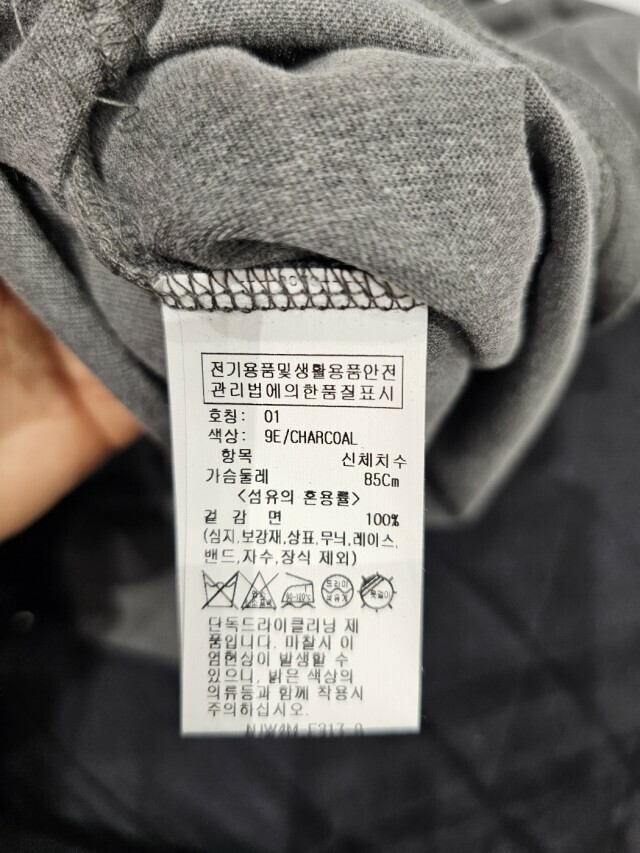 전기용품및생활용품안전
관리법에의한품질표시
호칭: 01
색상: 9E/CHARCOAL
항목 신체치수
가슴둘레 85Cm
<섬유의 혼용률>
겉 감 면 100%
(심지,보강재,상표,무늬,레이스,
밴드,자수,장식 제외)
단독드라이클리닝 제
품입니다. 미찰시 이
염현상이 발생할 수
있으니, 밝은 색상의
의류등과 함께 착용시
주의하십시오.